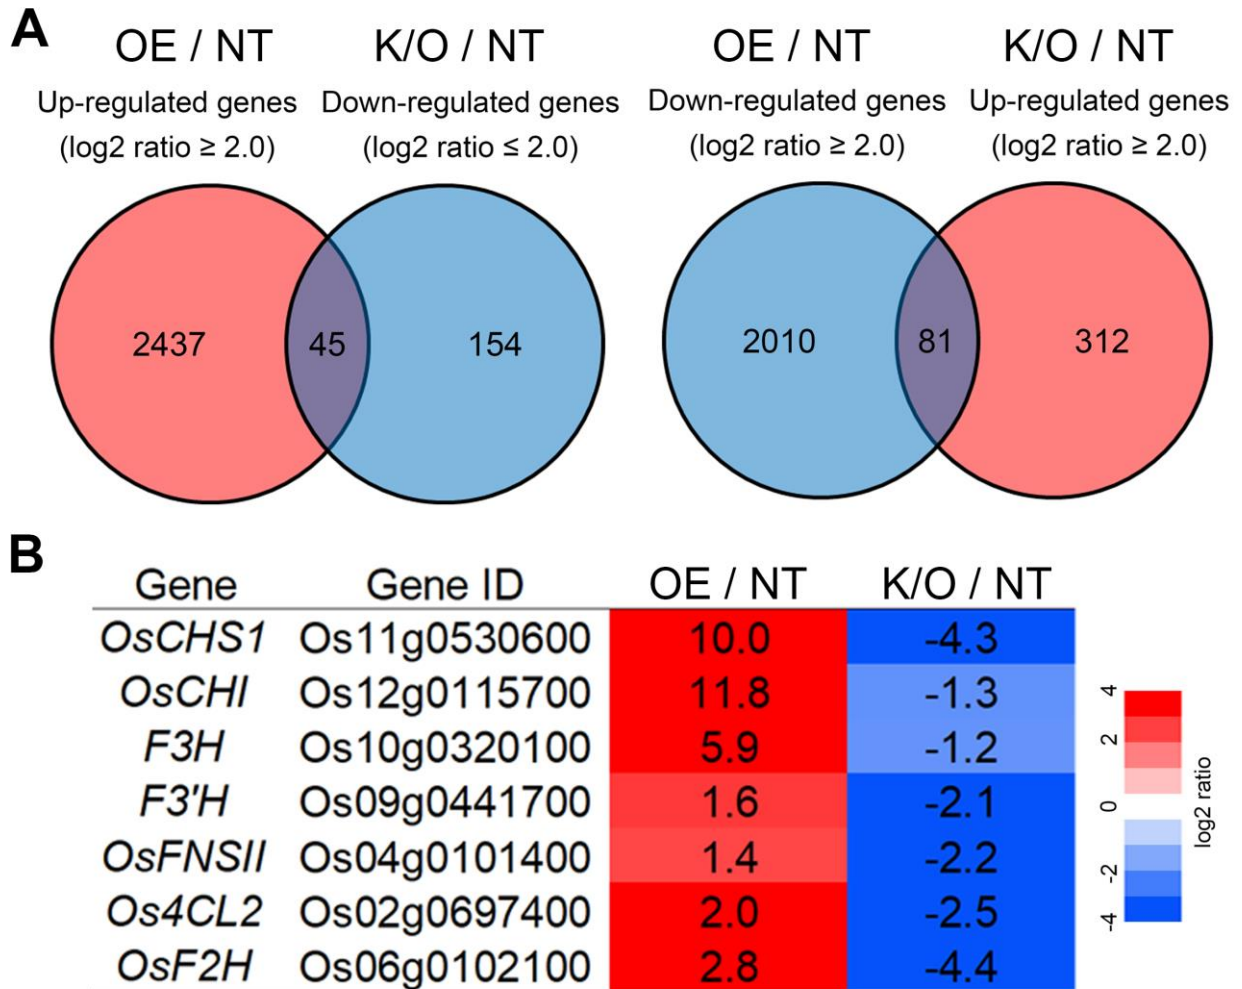 A
OE / NT K/O / NT OE / NT K/O / NT
Up-regulated genes Down-regulated genes Down-regulated genes Up-regulated genes
(log2 ratio ≥ 2.0) (log2 ratio ≤ 2.0) (log2 ratio ≥ 2.0) (log2 ratio ≥ 2.0)
2437 45 154 2010 81 312
B
Gene Gene ID OE / NT K/O / NT
OsCHS1 Os11g0530600 10.0 -4.3
OsCHI Os12g0115700 11.8 -1.3
F3H Os10g0320100 5.9 -1.2
F3'H Os09g0441700 1.6 -2.1
OsFNSII Os04g0101400 1.4 -2.2
Os4CL2 Os02g0697400 2.0 -2.5
OsF2H Os06g0102100 2.8 -4.4
4
2
0
-2
-4
log2 ratio